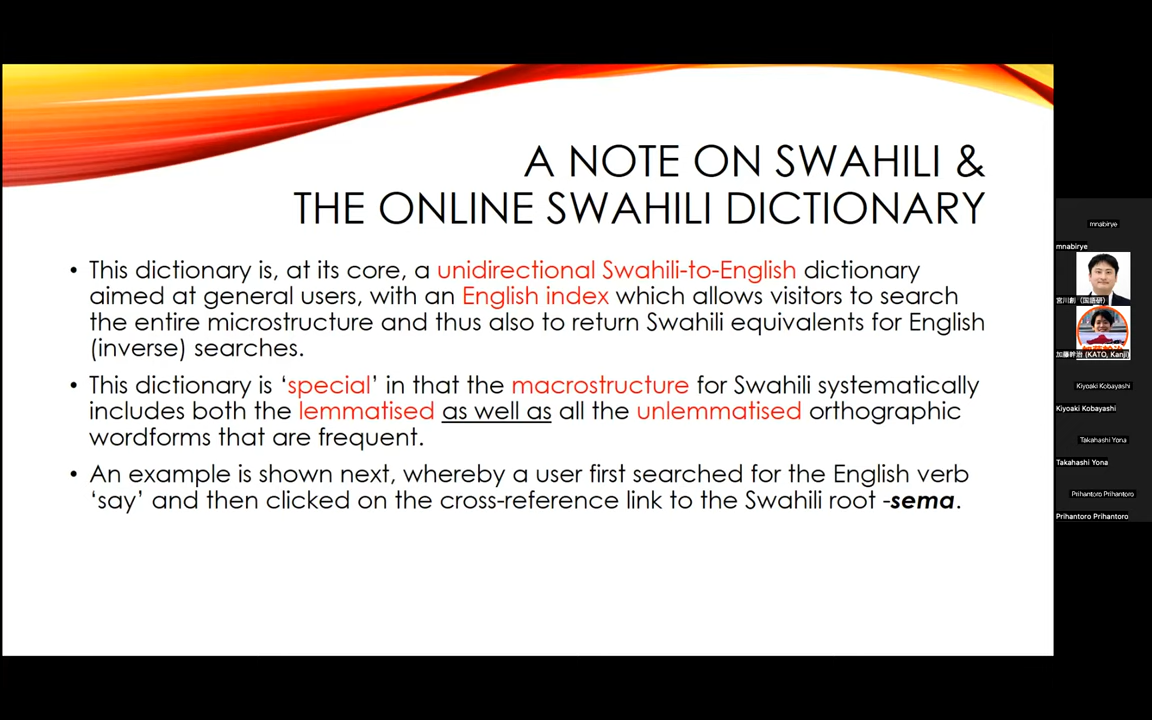 A NOTE ON SWAHILI &
THE ONLINE SWAHILI DICTIONARY
• This dictionary is, at its core, a unidirectional Swahili-to-English dictionary
aimed at general users, with an English index which allows visitors to search
the entire microstructure and thus also to return Swahili equivalents for English
(inverse) searches.
• This dictionary is ‘special’ in that the macrostructure for Swahili systematically
includes both the lemmatised as well as all the unlemmatised orthographic
wordforms that are frequent.
• An example is shown next, whereby a user first searched for the English verb
‘say’ and then clicked on the cross-reference link to the Swahili root -sema.
mnabirye
mnabirye
宮川創（国語研）
加藤幹治 (KATO, Kanji)
Kiyoaki Kobayashi
Kiyoaki Kobayashi
Takahashi Yona
Takahashi Yona
Prihantoro Prihantoro
Prihantoro Prihantoro